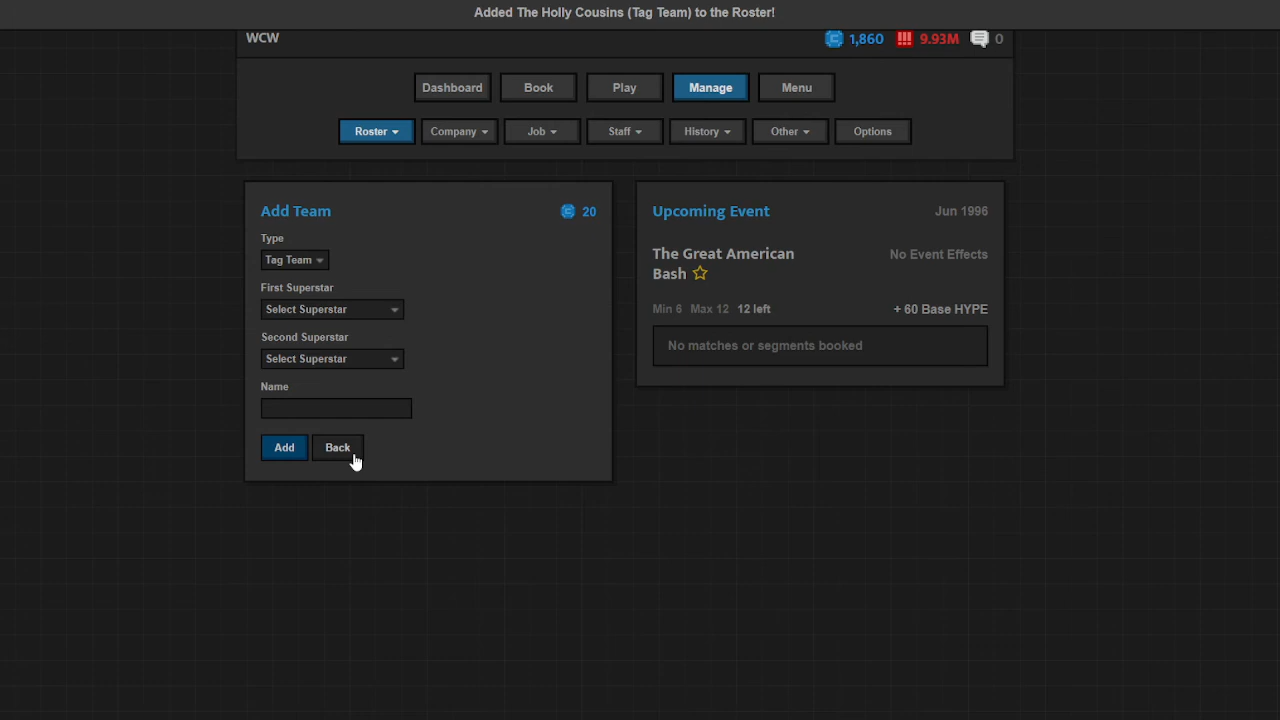 Added The Holly Cousins (Tag Team) to the Roster!
WCW
1,860 9.93M 0
Dashboard Book Play Manage Menu
Roster Company Job Staff History Other Options
Add Team 20
Type
Tag Team
First Superstar
Select Superstar
Second Superstar
Select Superstar
Name
Add Back
Upcoming Event Jun 1996
The Great American No Event Effects
Bash
Min 6 Max 12 12 left + 60 Base HYPE
No matches or segments booked